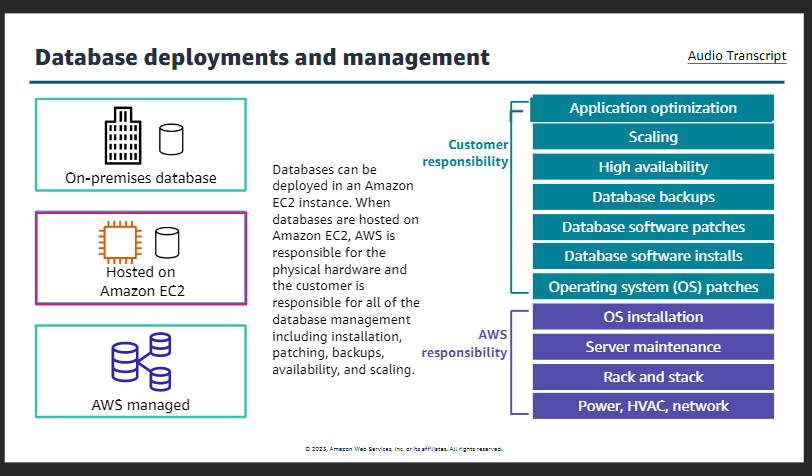 Database deployments and management
Audio Transcript
On-premises database
Hosted on
Amazon EC2
AWS managed
Databases can be
deployed in an Amazon
EC2 instance. When
databases are hosted on
Amazon EC2, AWS is
responsible for the
physical hardware and
the customer is
responsible for all of the
database management
including installation,
patching, backups,
availability, and scaling.
Customer
responsibility
AWS
responsibility
Application optimization
Scaling
High availability
Database backups
Database software patches
Database software installs
Operating system (OS) patches
OS installation
Server maintenance
Rack and stack
Power, HVAC, network
© 2023, Amazon Web Services, Inc. or its affiliates. All rights reserved.